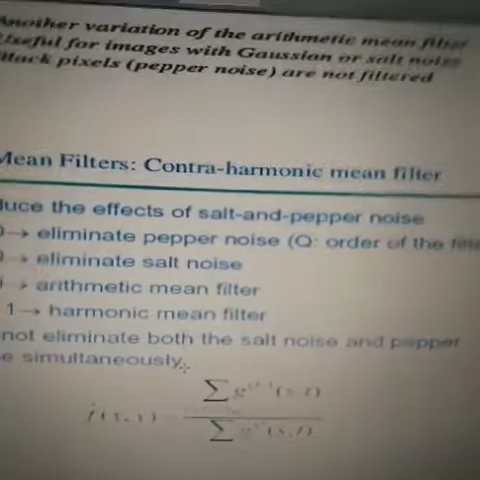 Another variation of the arithmetic mean filter
Useful for images with Gaussian or salt noise
Black pixels (pepper noise) are not filtered
Mean Filters: Contra-harmonic mean filter
duce the effects of salt-and-pepper noise
→ eliminate pepper noise (Q: order of the filter
→ eliminate salt noise
→ arithmetic mean filter
1→ harmonic mean filter
not eliminate both the salt noise and pepper
e simultaneously.